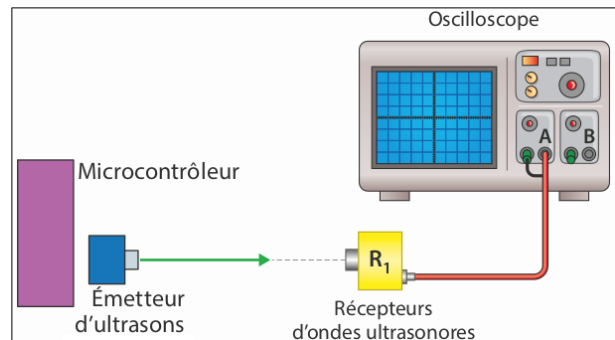 Oscilloscope
A
B
Microcontrôleur
R₁
Émetteur
d'ultrasons
Récepteurs
d'ondes ultrasonores